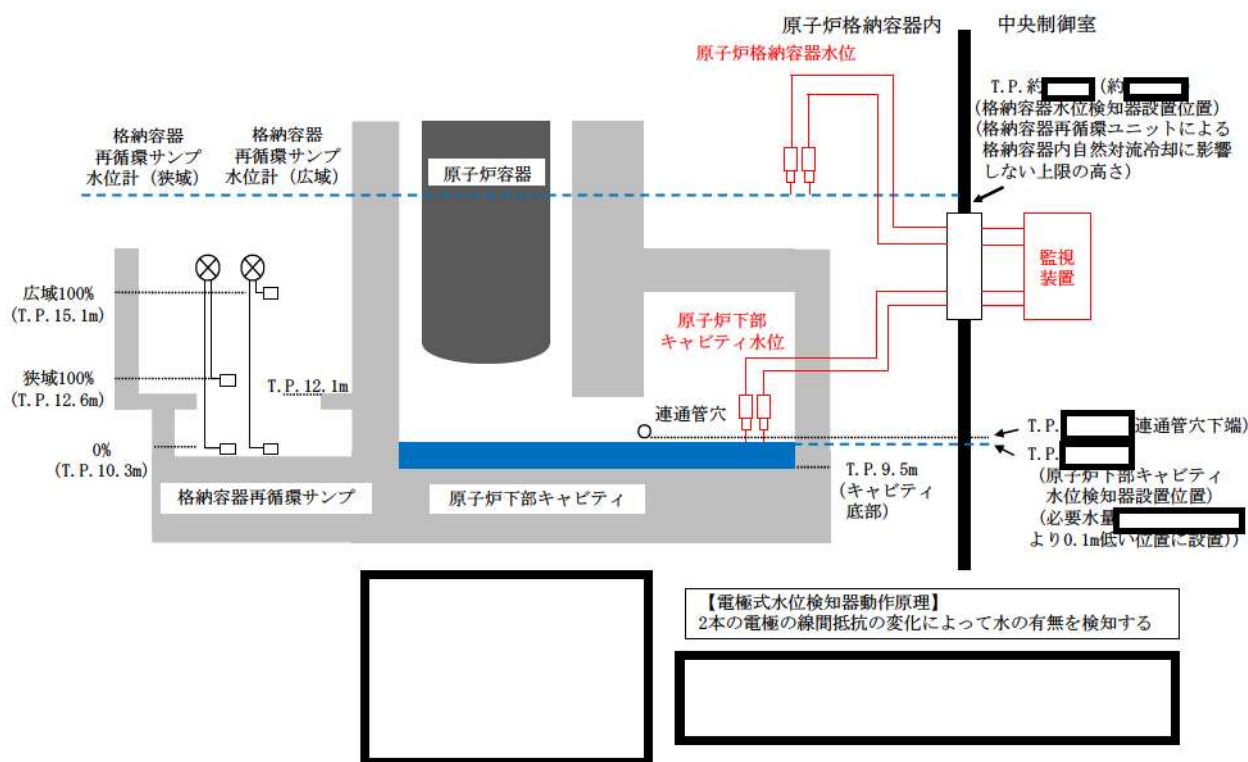 原子炉格納容器内
中央制御室
原子炉格納容器水位
T.P.約 (約 )
(格納容器水位検知器設置位置)
(格納容器再循環ユニットによる
格納容器内自然対流冷却に影響
しない上限の高さ)
格納容器
再循環サンプ
水位計（狭域）
格納容器
再循環サンプ
水位計（広域）
原子炉容器
監視
装置
広域100%
(T.P.15.1m)
原子炉下部
キャビティ水位
狭域100%
(T.P.12.6m)
T.P.12.1m
連通管穴
T.P. 連通管穴下端)
0%
(T.P.10.3m)
T.P.
(原子炉下部キャビティ
水位検知器設置位置)
(必要水量
より0.1m低い位置に設置))
T.P.9.5m
(キャビティ
底部)
格納容器再循環サンプ
原子炉下部キャビティ
【電極式水位検知器動作原理】
2本の電極の線間抵抗の変化によって水の有無を検知する